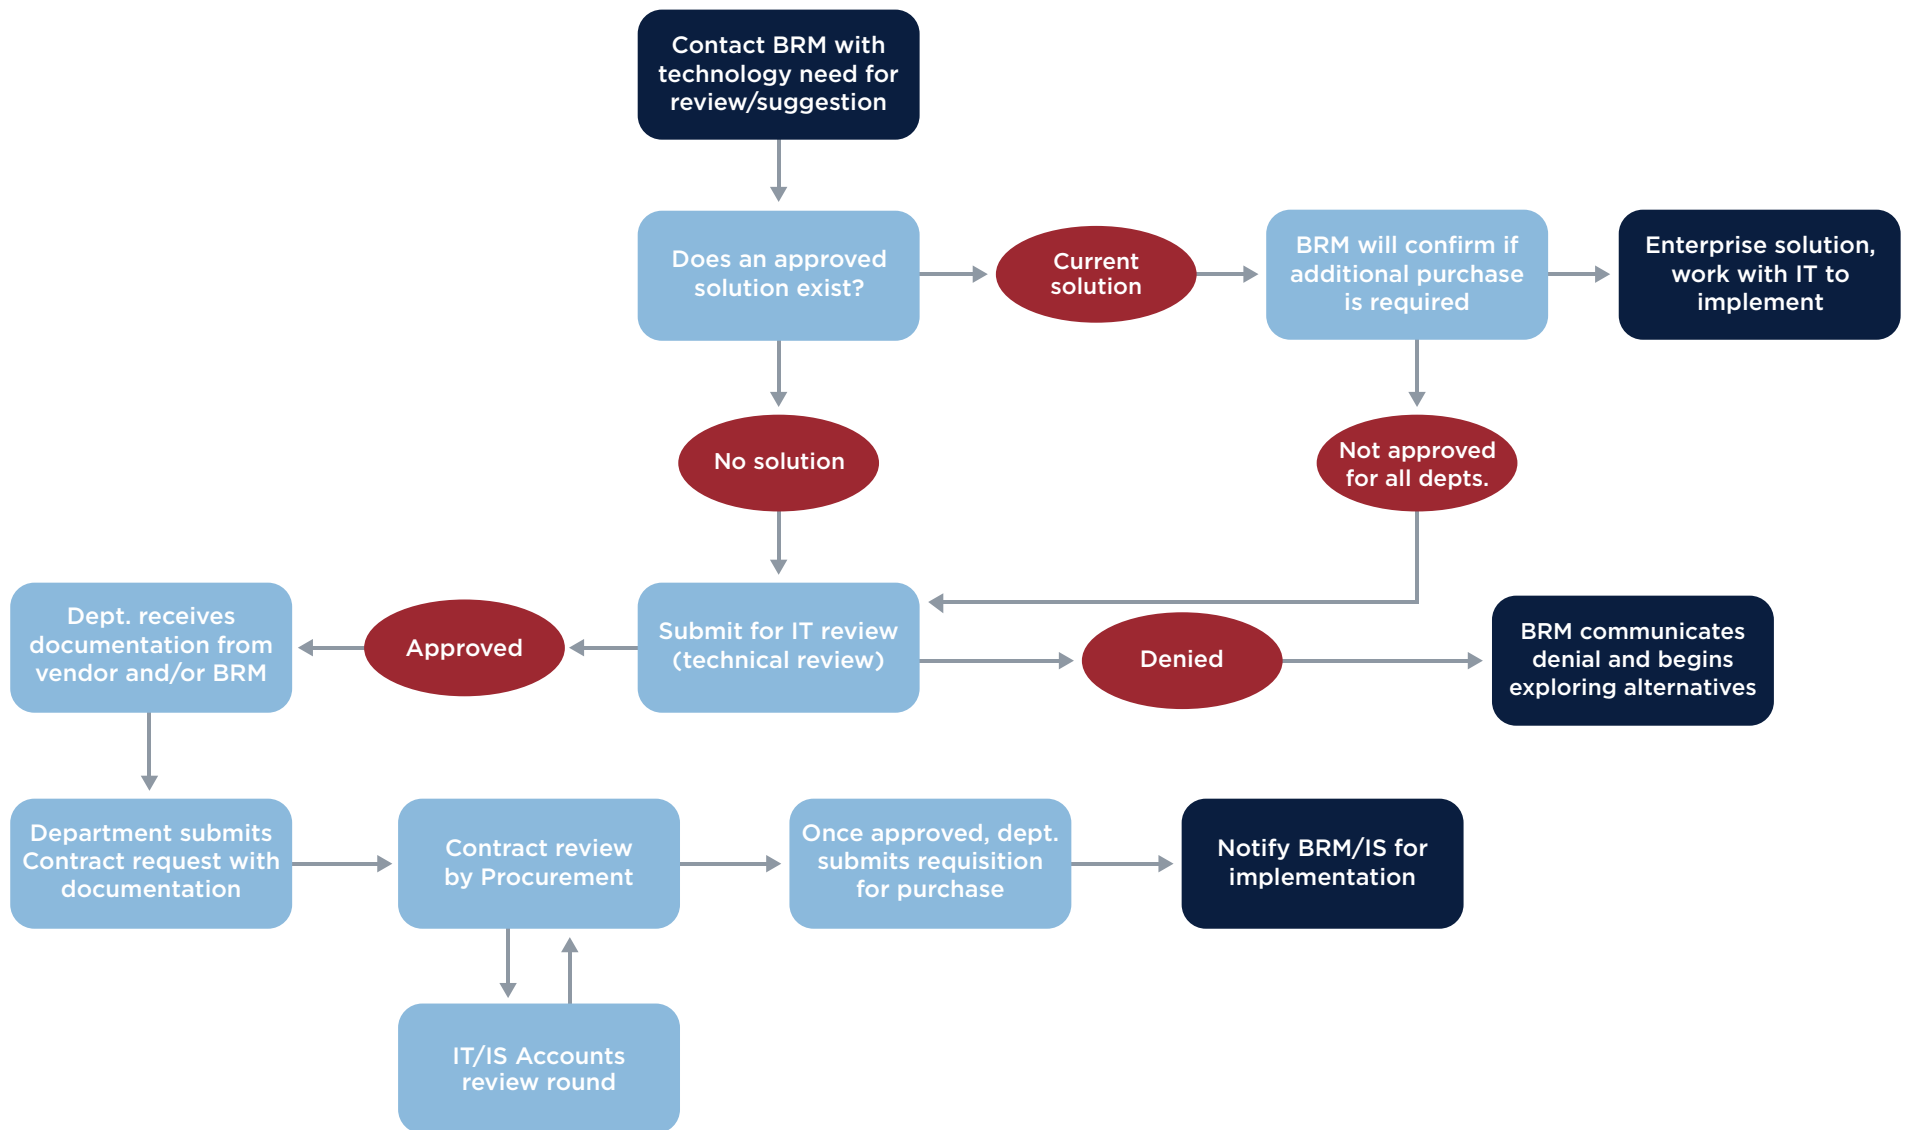 Contact BRM with
technology need for
review/suggestion
Does an approved
solution exist?
Current
solution
BRM will confirm if
additional purchase
is required
Enterprise solution,
work with IT to
implement
No solution
Not approved
for all depts.
Dept. receives
documentation from
vendor and/or BRM
Approved
Submit for IT review
(technical review)
Denied
BRM communicates
denial and begins
exploring alternatives
Department submits
Contract request with
documentation
Contract review
by Procurement
Once approved, dept.
submits requisition
for purchase
Notify BRM/IS for
implementation
IT/IS Accounts
review round